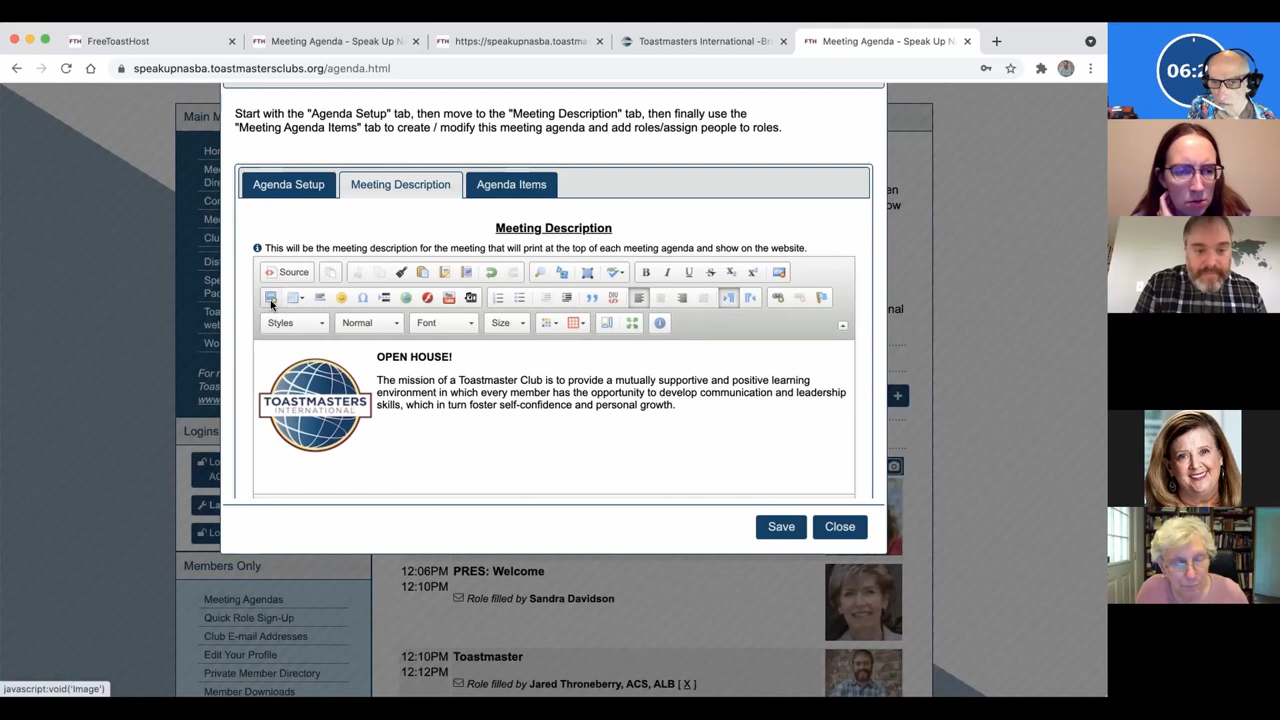 FTH FreeToastHost
FTH Meeting Agenda - Speak Up N
FTH https://speakupnasba.toastma
Toastmasters International -Br
FTH Meeting Agenda - Speak Up N
speakupnasba.toastmastersclubs.org/agenda.html
06:2
Start with the "Agenda Setup" tab, then move to the "Meeting Description" tab, then finally use the
"Meeting Agenda Items" tab to create / modify this meeting agenda and add roles/assign people to roles.
Main M
Agenda Setup
Meeting Description
Agenda Items
Meeting Description
This will be the meeting description for the meeting that will print at the top of each meeting agenda and show on the website.
Source
B I U S X₂ X²
Styles
Normal
Font
Size
OPEN HOUSE!
The mission of a Toastmaster Club is to provide a mutually supportive and positive learning
environment in which every member has the opportunity to develop communication and leadership
skills, which in turn foster self-confidence and personal growth.
TOASTMASTERS
INTERNATIONAL
Save
Close
Logins
Members Only
Meeting Agendas
Quick Role Sign-Up
Club E-mail Addresses
Edit Your Profile
Private Member Directory
Member Downloads
12:06PM PRES: Welcome
12:10PM
Role filled by Sandra Davidson
12:10PM Toastmaster
12:12PM
Role filled by Jared Throneberry, ACS, ALB [ X ]
javascript:void('Image')